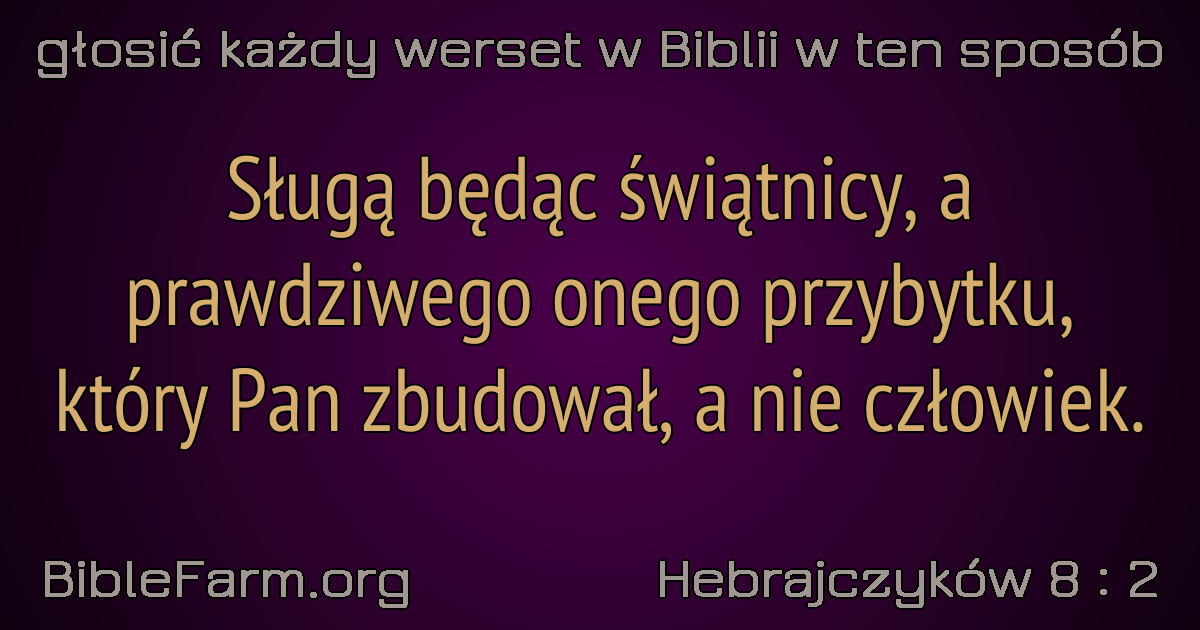 głosić każdy werset w Biblii w ten sposób
Sługą będąc świątnicy, a
prawdziwego onego przybytku,
który Pan zbudował, a nie człowiek.
BibleFarm.org
Hebrajczyków 8 : 2